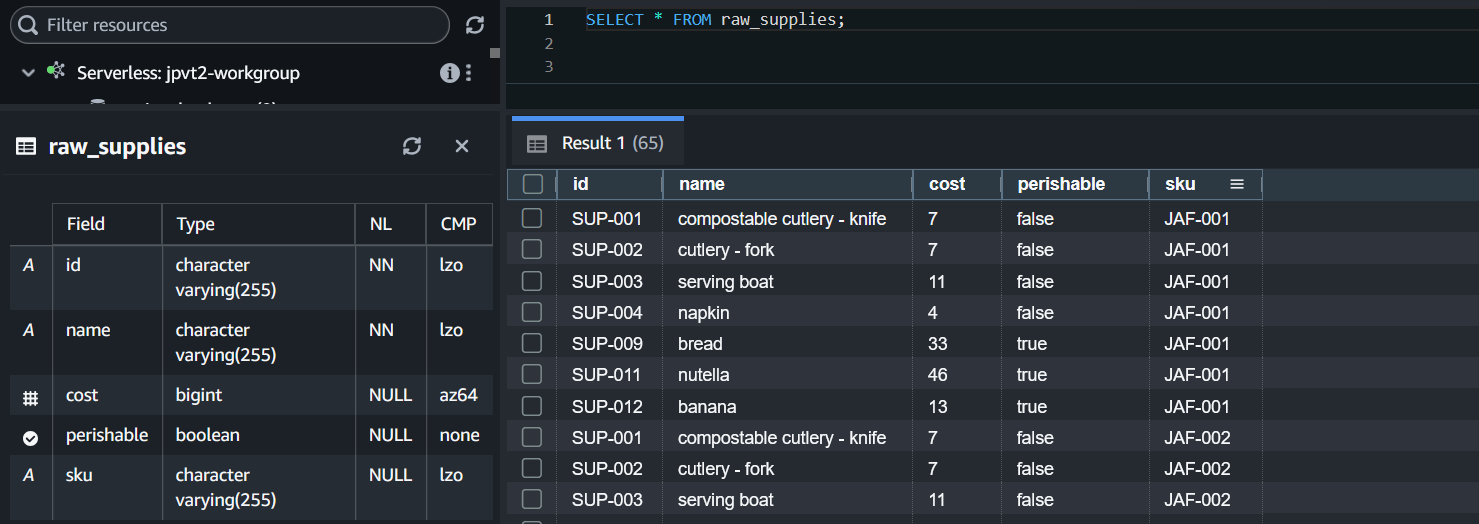 Filter resources
Serverless: jpvt2-workgroup
raw_supplies
Field Type NL CMP
A id character varying(255) NN lzo
A name character varying(255) NN lzo
cost bigint NULL az64
perishable boolean NULL none
A sku character varying(255) NULL lzo
1 SELECT * FROM raw_supplies;
2
3
Result 1 (65)
id name cost perishable sku
SUP-001 compostable cutlery - knife 7 false JAF-001
SUP-002 cutlery - fork 7 false JAF-001
SUP-003 serving boat 11 false JAF-001
SUP-004 napkin 4 false JAF-001
SUP-009 bread 33 true JAF-001
SUP-011 nutella 46 true JAF-001
SUP-012 banana 13 true JAF-001
SUP-001 compostable cutlery - knife 7 false JAF-002
SUP-002 cutlery - fork 7 false JAF-002
SUP-003 serving boat 11 false JAF-002